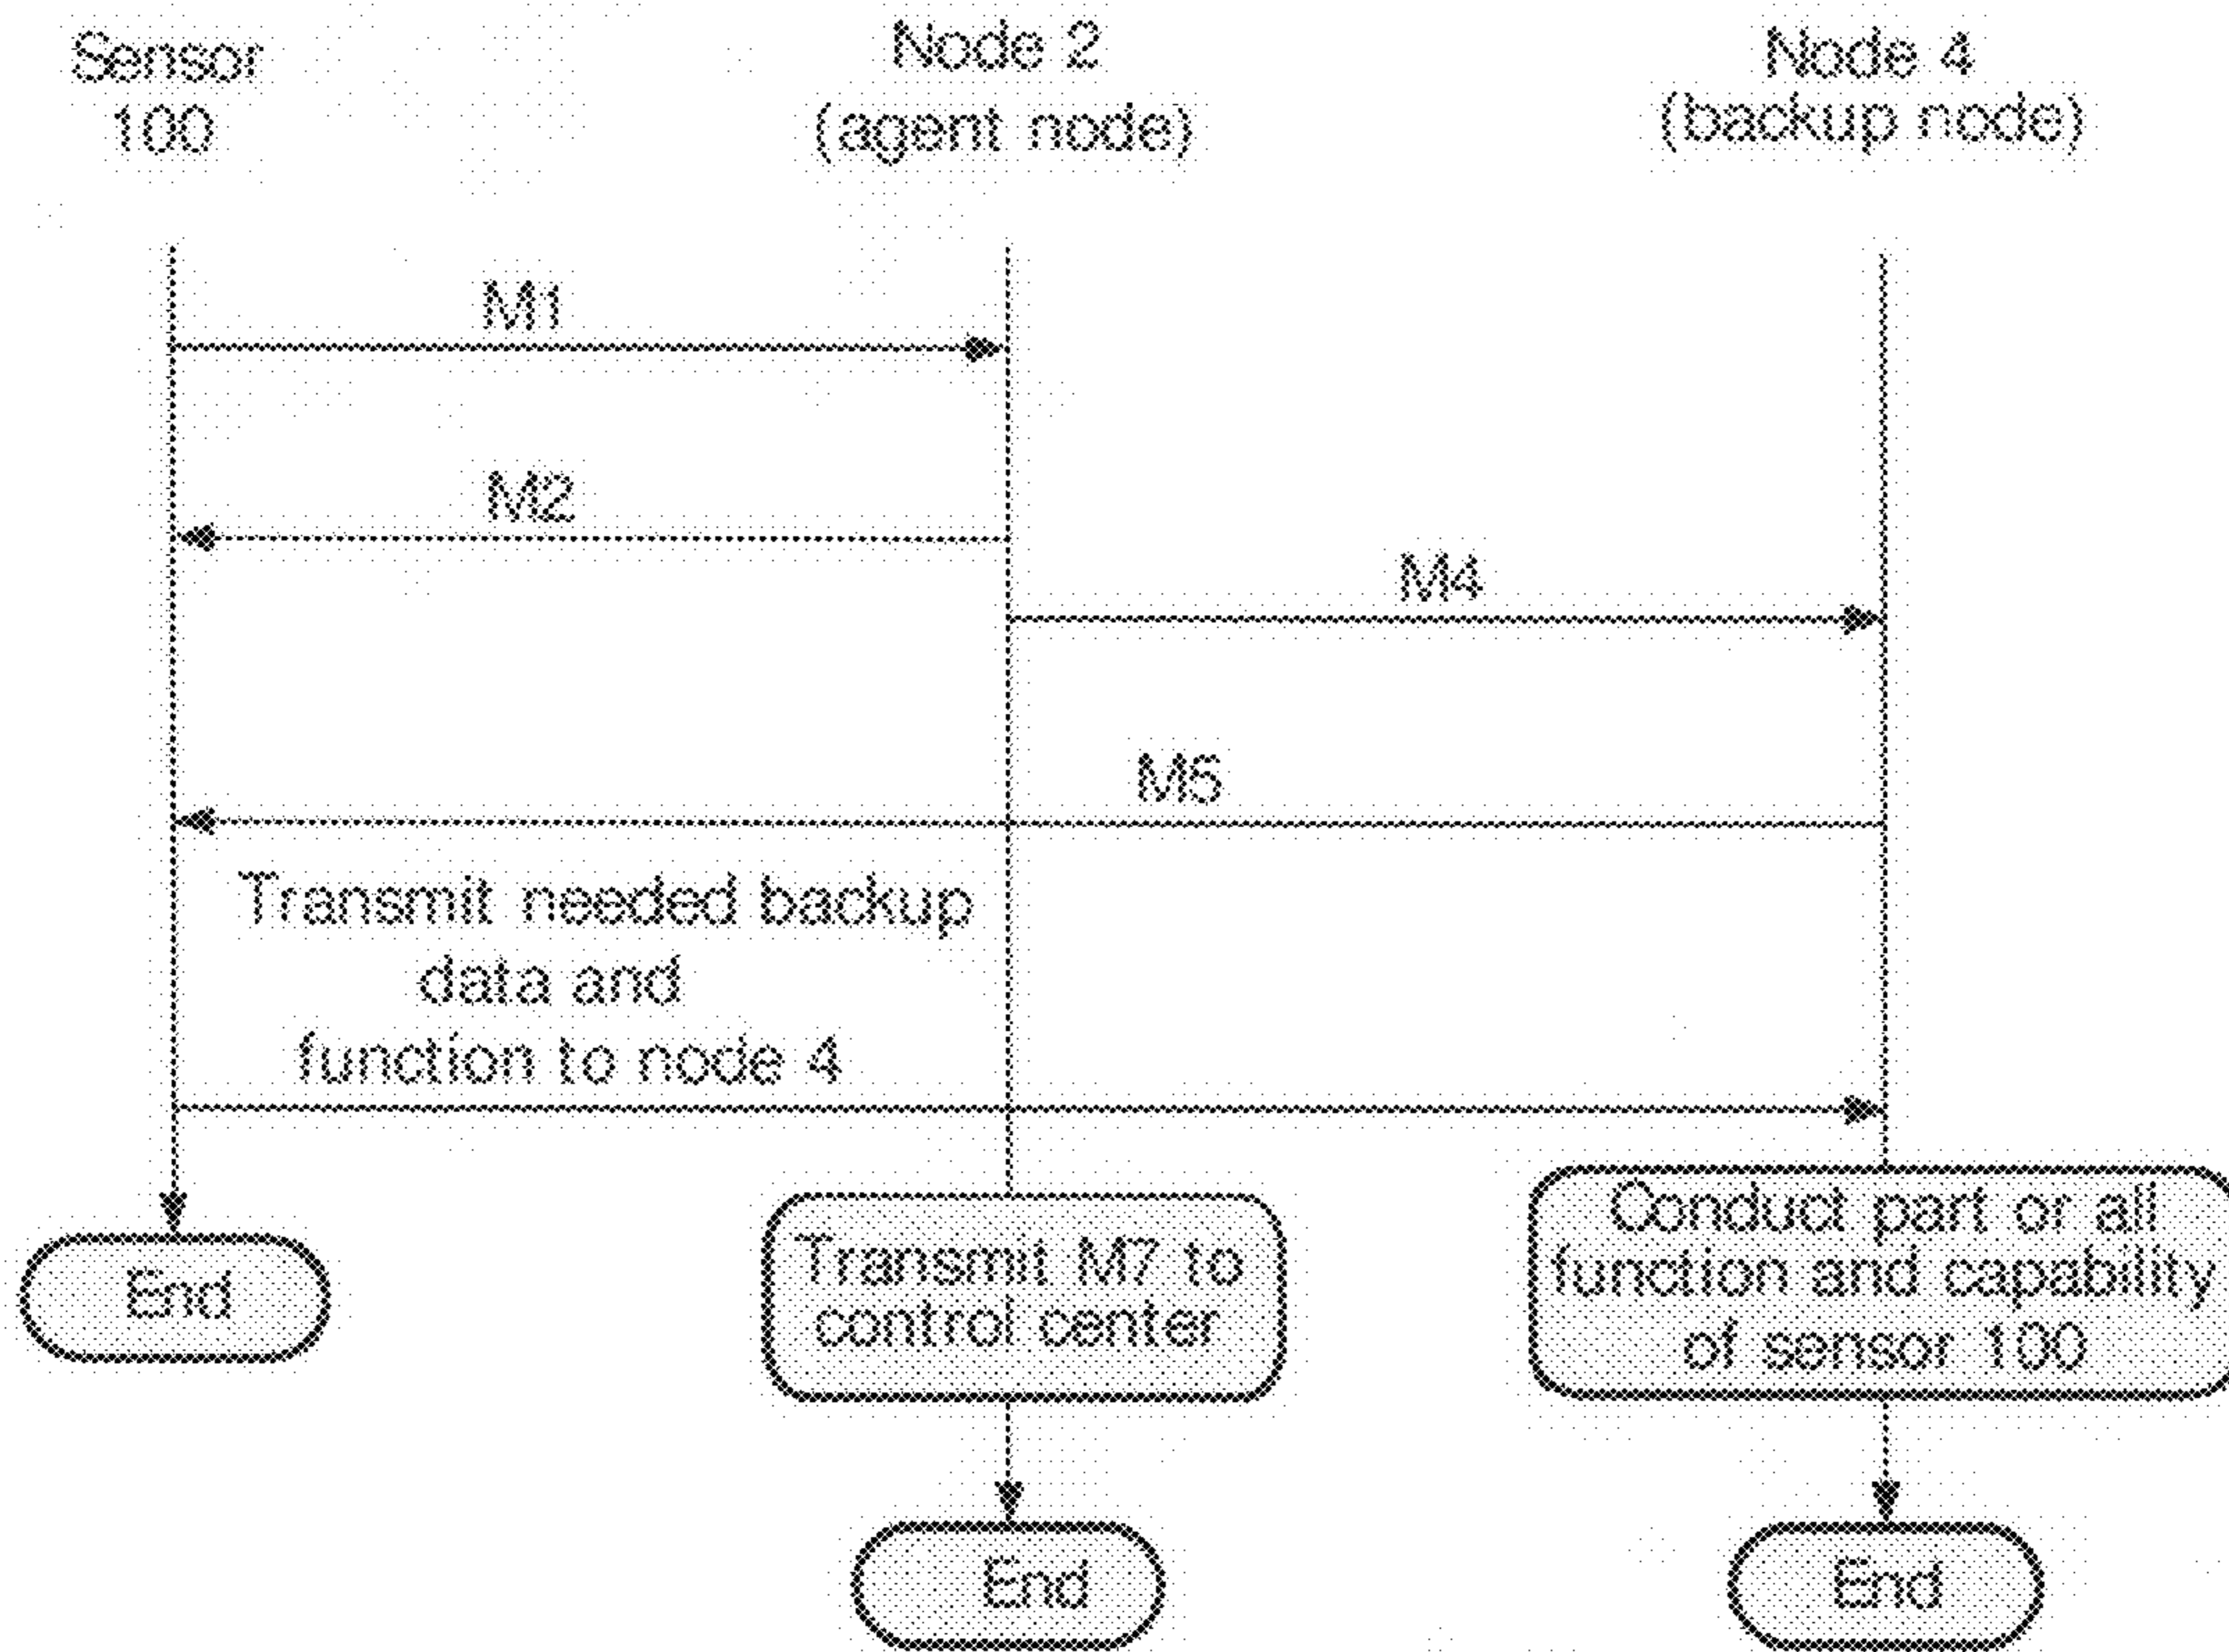 Sensor
100
Node 2
(agent node)
Node 4
(backup node)
M1
M2
M4
M5
Transmit needed backup
data and
function to node 4
End
Transmit M7 to
control center
Conduct part or all
function and capability
of sensor 100
End
End